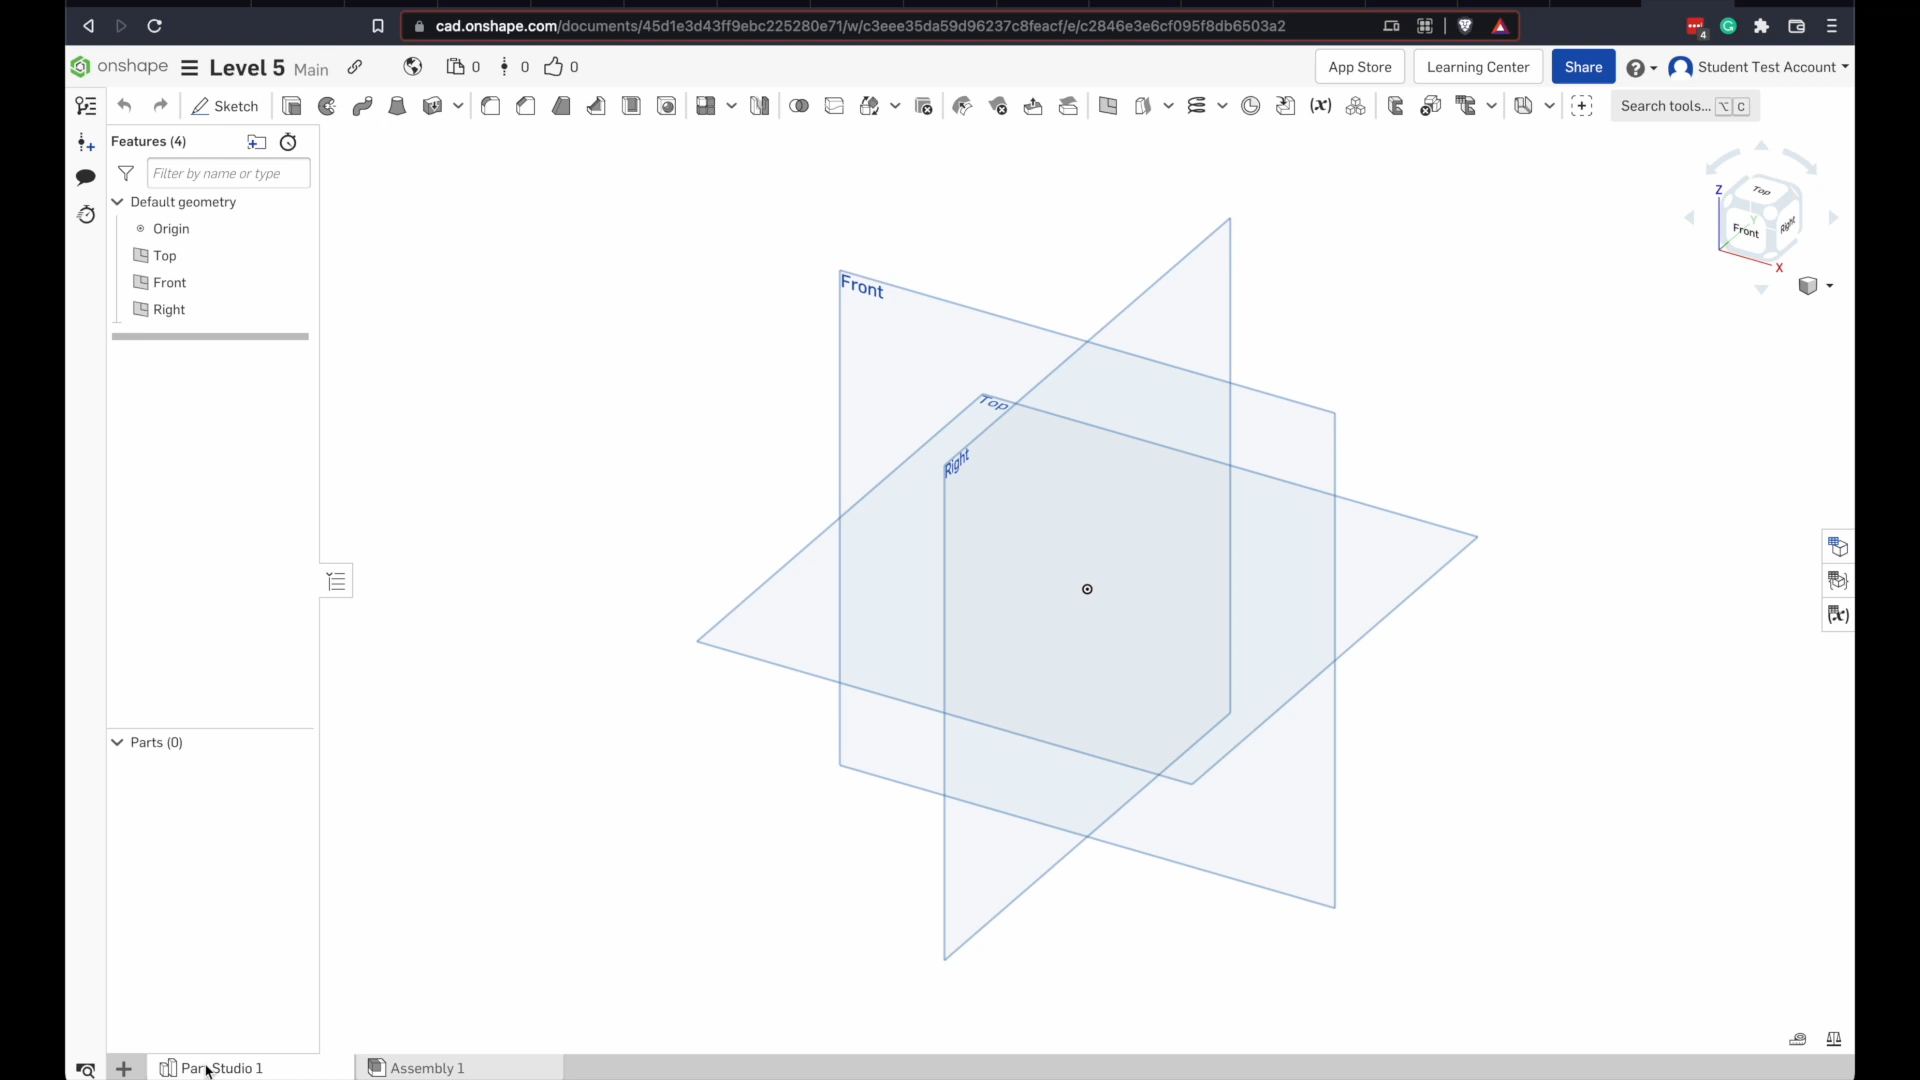 cad.onshape.com/documents/45d1e3d43ff9ebc225280e71/w/c3eee35da59d96237c8feacf/e/c2846e3e6cf095f8db6503a2
4
onshape Level 5 Main 0 0 0 App Store Learning Center Share Student Test Account
Sketch (x) Search tools... ⌥ C
Features (4)
Filter by name or type
Default geometry
Origin
Top
Front
Right
Parts (0)
Front
Top
Right
Top
Front
Right
Z
Y
X
(x)
Part Studio 1
Assembly 1